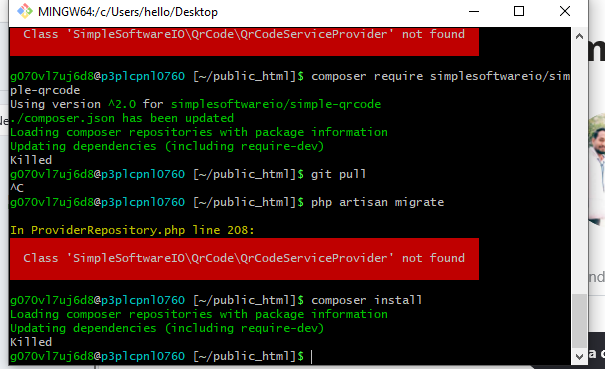 MINGW64:/c/Users/hello/Desktop
Class 'SimpleSoftwareIO\QrCode\QrCodeServiceProvider' not found
g070vl7uj6d8@p3plcpnl0760 [~/public_html]$ composer require simplesoftwareio/sim
ple-qrcode
Using version ^2.0 for simplesoftwareio/simple-qrcode
./composer.json has been updated
Loading composer repositories with package information
Updating dependencies (including require-dev)
Killed
g070vl7uj6d8@p3plcpnl0760 [~/public_html]$ git pull
^C
g070vl7uj6d8@p3plcpnl0760 [~/public_html]$ php artisan migrate
In ProviderRepository.php line 208:
Class 'SimpleSoftwareIO\QrCode\QrCodeServiceProvider' not found
g070vl7uj6d8@p3plcpnl0760 [~/public_html]$ composer install
Loading composer repositories with package information
Updating dependencies (including require-dev)
Killed
g070vl7uj6d8@p3plcpnl0760 [~/public_html]$